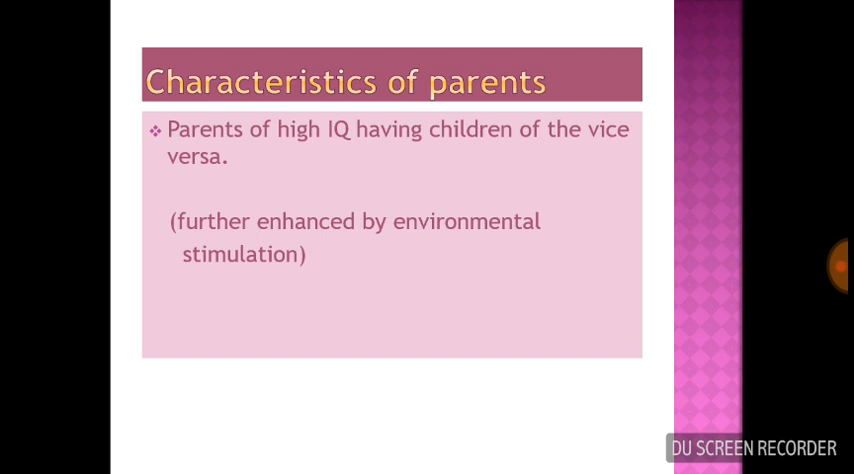 Characteristics of parents
Parents of high IQ having children of the vice
versa.
(further enhanced by environmental
stimulation)
DU SCREEN RECORDER